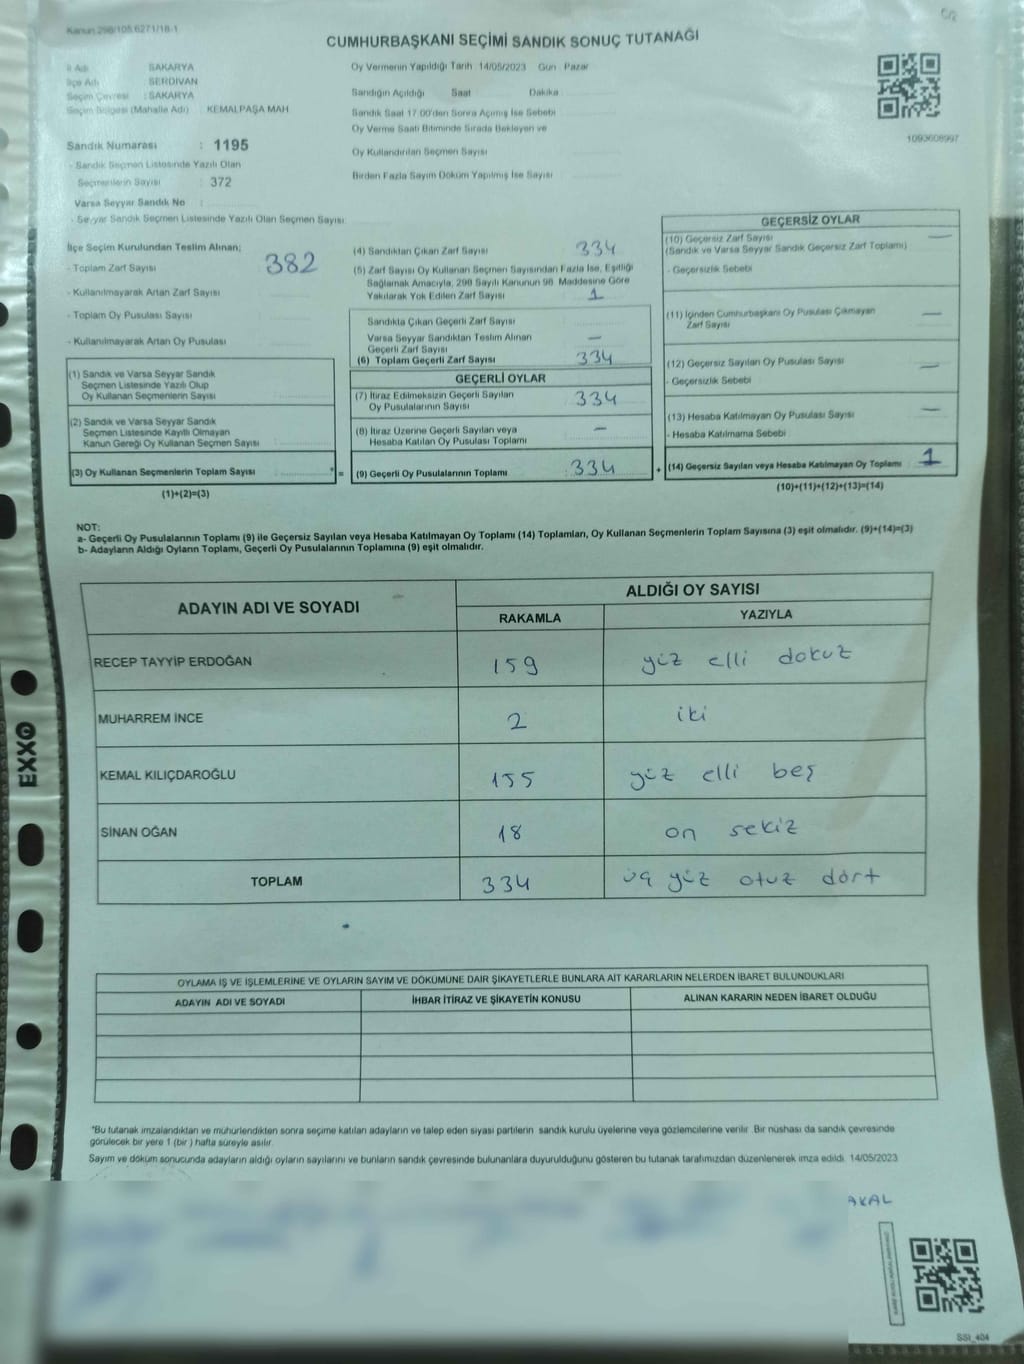 Kanun 298/105,6271/18-1
CUMHURBAŞKANI SEÇİMİ SANDIK SONUÇ TUTANAĞI
İl Adı SAKARYA
İlçe Adı SERDİVAN
Seçim Çevresi : SAKARYA
Seçim Bölgesi (Mahalle Adı) KEMALPAŞA MAH
Oy Vermenin Yapıldığı Tarih 14/05/2023 Gün Pazar
Sandığın Açıldığı Saat Dakika
Sandık Saat 17.00'den Sonra Açımış İse Sebebi
Oy Verme Saati Bitiminde Sırada Bekleyen ve
Oy Kullandırılan Seçmen Sayısı
Birden Fazla Sayım Döküm Yapılmış İse Sayısı
1093608997
Sandık Numarası : 1195
- Sandık Seçmen Listesinde Yazılı Olan
Seçmenlerin Sayısı : 372
Varsa Seyyar Sandık No :
- Seyyar Sandık Seçmen Listesinde Yazılı Olan Seçmen Sayısı:
İlçe Seçim Kurulundan Teslim Alınan;
- Toplam Zarf Sayısı 382
- Kullanılmayarak Artan Zarf Sayısı
- Toplam Oy Pusulası Sayısı
- Kullanılmayarak Artan Oy Pusulası
(1) Sandık ve Varsa Seyyar Sandık
Seçmen Listesinde Yazılı Olup
Oy Kullanan Seçmenlerin Sayısı
(2) Sandık ve Varsa Seyyar Sandık
Seçmen Listesinde Kayıtlı Olmayan
Kanun Gereği Oy Kullanan Seçmen Sayısı
(3) Oy Kullanan Seçmenlerin Toplam Sayısı =
(1)+(2)=(3)
(4) Sandıktan Çıkan Zarf Sayısı 334
(5) Zarf Sayısı Oy Kullanan Seçmen Sayısından Fazla İse, Eşitliği
Sağlamak Amacıyla, 298 Sayılı Kanunun 98. Maddesine Göre
Yakılarak Yok Edilen Zarf Sayısı 1
Sandıkta Çıkan Geçerli Zarf Sayısı
Varsa Seyyar Sandıktan Teslim Alınan
Geçerli Zarf Sayısı —
(6) Toplam Geçerli Zarf Sayısı 334
GEÇERLİ OYLAR
(7) İtiraz Edilmeksizin Geçerli Sayılan
Oy Pusulalarının Sayısı 334
(8) İtiraz Üzerine Geçerli Sayılan veya
Hesaba Katılan Oy Pusulası Toplamı —
(9) Geçerli Oy Pusulalarının Toplamı 334 +
GEÇERSİZ OYLAR
(10) Geçersiz Zarf Sayısı —
(Sandık ve Varsa Seyyar Sandık Geçersiz Zarf Toplamı)
- Geçersizlik Sebebi
(11) İçinden Cumhurbaşkanı Oy Pusulası Çıkmayan
Zarf Sayısı —
(12) Geçersiz Sayılan Oy Pusulası Sayısı —
- Geçersizlik Sebebi
(13) Hesaba Katılmayan Oy Pusulası Sayısı —
- Hesaba Katılmama Sebebi
(14) Geçersiz Sayılan veya Hesaba Katılmayan Oy Toplamı 1
(10)+(11)+(12)+(13)=(14)
NOT:
a- Geçerli Oy Pusulalarının Toplamı (9) ile Geçersiz Sayılan veya Hesaba Katılmayan Oy Toplamı (14) Toplamları, Oy Kullanan Seçmenlerin Toplam Sayısına (3) eşit olmalıdır. (9)+(14)=(3)
b- Adayların Aldığı Oyların Toplamı, Geçerli Oy Pusulalarının Toplamına (9) eşit olmalıdır.
ADAYIN ADI VE SOYADI ALDIĞI OY SAYISI
RAKAMLA YAZIYLA
RECEP TAYYİP ERDOĞAN 159 yüz elli dokuz
MUHARREM İNCE 2 iki
KEMAL KILIÇDAROĞLU 155 yüz elli beş
SİNAN OĞAN 18 on sekiz
TOPLAM 334 üç yüz otuz dört
OYLAMA İŞ VE İŞLEMLERİNE VE OYLARIN SAYIM VE DÖKÜMÜNE DAİR ŞİKAYETLERLE BUNLARA AİT KARARLARIN NELERDEN İBARET BULUNDUKLARI
ADAYIN ADI VE SOYADI İHBAR İTİRAZ VE ŞİKAYETİN KONUSU ALINAN KARARIN NEDEN İBARET OLDUĞU
"Bu tutanak imzalandıktan ve mühürlendikten sonra seçime katılan adayların ve talep eden siyasi partilerin sandık kurulu üyelerine veya gözlemcilerine verilir. Bir nüshası da sandık çevresinde
görülecek bir yere 1 (bir) hafta süreyle asılır.
Sayım ve döküm sonucunda adayların aldığı oyların sayılarını ve bunların sandık çevresinde bulunanlara duyurulduğunu gösteren bu tutanak tarafımızdan düzenlenerek imza edildi. 14/05/2023
AKAL
SSt_404
EXXO